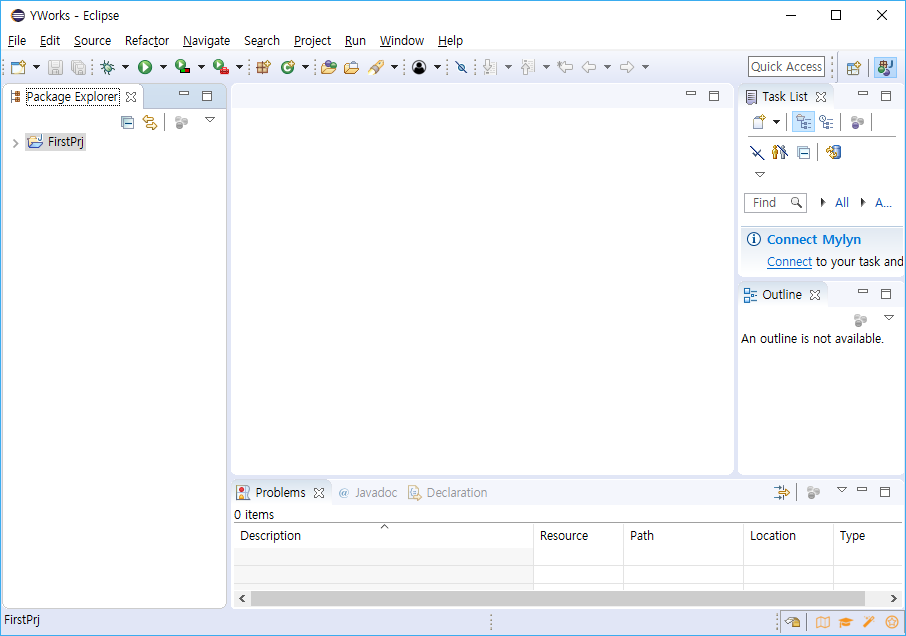 YWorks - Eclipse
File Edit Source Refactor Navigate Search Project Run Window Help
Quick Access
Package Explorer
FirstPrj
Task List
Find All A...
Connect Mylyn
Connect to your task and
Outline
An outline is not available.
Problems @ Javadoc Declaration
0 items
Description Resource Path Location Type
FirstPrj